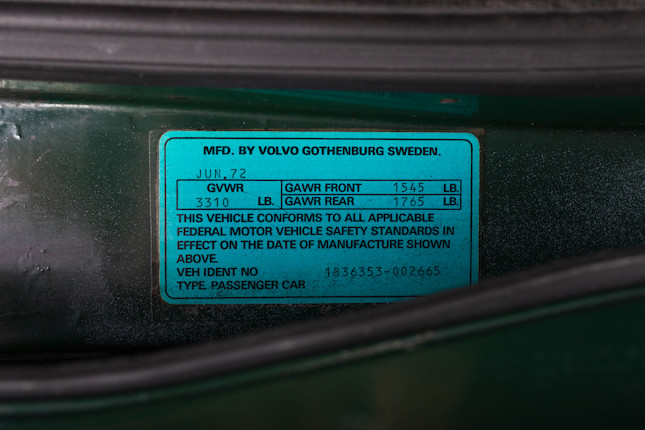 MFD. BY VOLVO GOTHENBURG SWEDEN.
JUN,72
GVWR GAWR FRONT 1545 LB.
3310 LB. GAWR REAR 1765 LB.
THIS VEHICLE CONFORMS TO ALL APPLICABLE
FEDERAL MOTOR VEHICLE SAFETY STANDARDS IN
EFFECT ON THE DATE OF MANUFACTURE SHOWN
ABOVE.
VEH IDENT NO 1836353-002665
TYPE. PASSENGER CAR